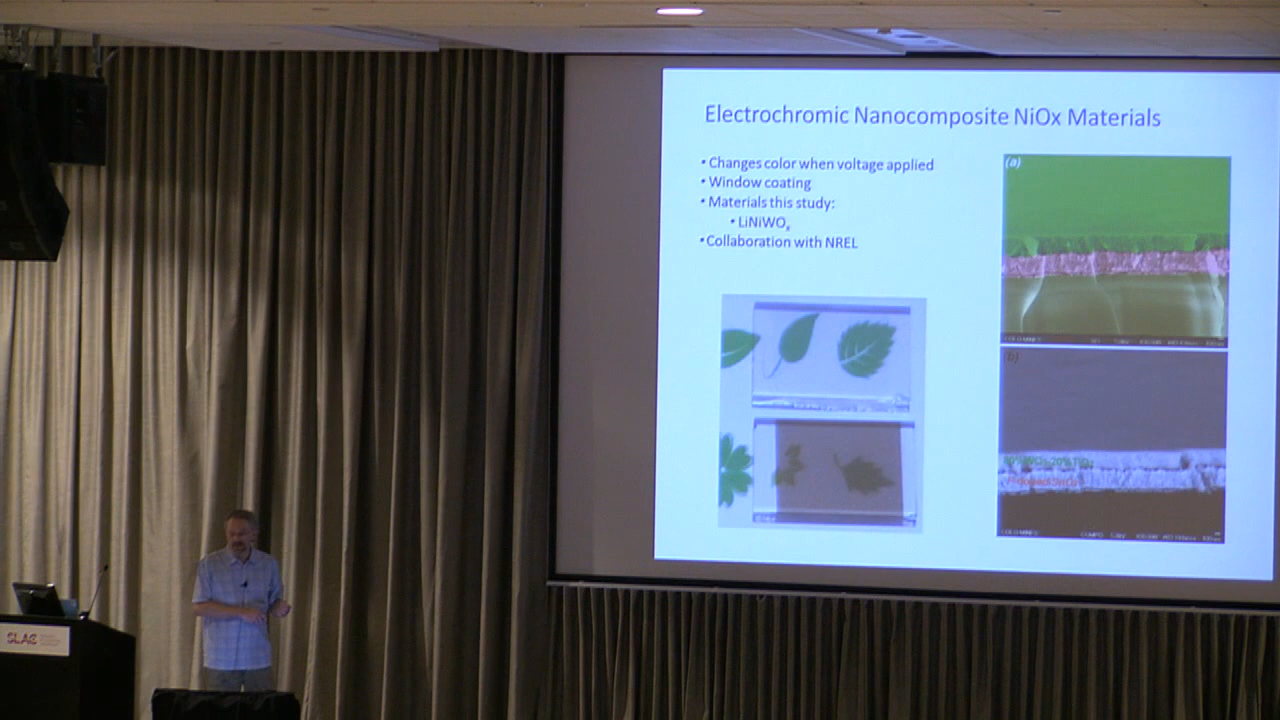 Electrochromic Nanocomposite NiOx Materials
• Changes color when voltage applied
• Window coating
• Materials this study:
• LiNiWOx
• Collaboration with NREL
(a)
(b)
SLAC